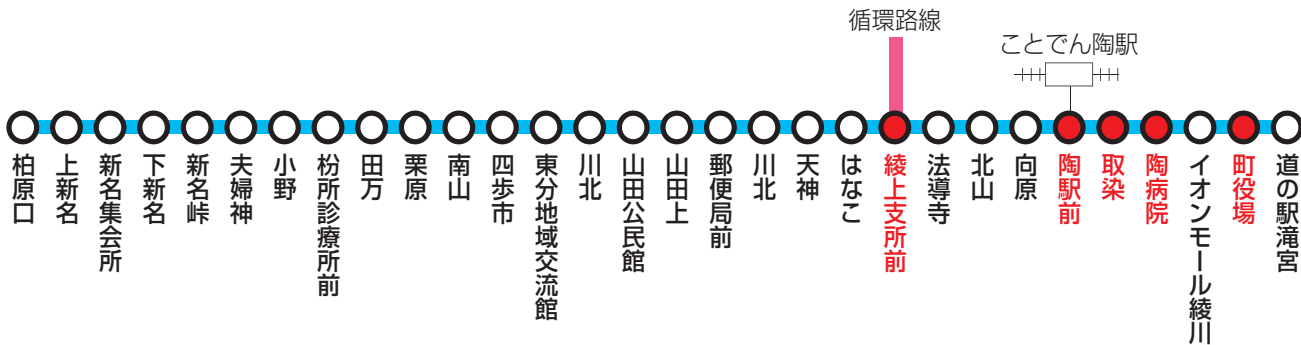 循環路線
ことでん陶駅
柏原口
上新名
新名集会所
下新名
新名峠
夫婦神
小野
枌所診療所前
田万
栗原
南山
四歩市
東分地域交流館
川北
山田公民館
山田上
郵便局前
川北
天神
はなこ
綾上支所前
法導寺
北山
向原
陶駅前
取染
陶病院
イオンモール綾川
町役場
道の駅滝宮